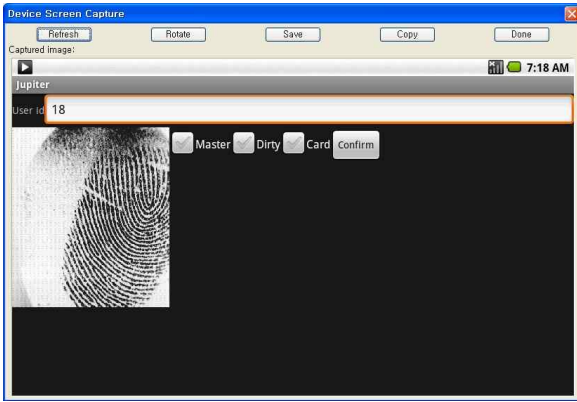 Device Screen Capture
Refresh Rotate Save Copy Done
Captured image:
7:18 AM
Jupiter
User Id 18
Master Dirty Card Confirm